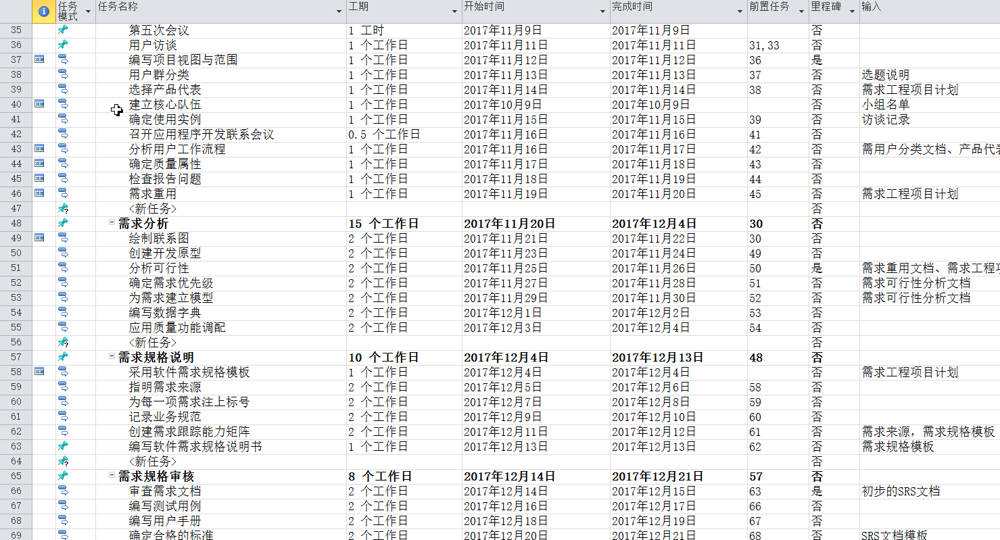 任务模式 任务名称 工期 开始时间 完成时间 前置任务 里程碑 输入
35 第五次会议 1 工时 2017年11月9日 2017年11月9日 否
36 用户访谈 1 个工作日 2017年11月11日 2017年11月11日 31,33 否
37 编写项目视图与范围 1 个工作日 2017年11月12日 2017年11月12日 36 是
38 用户群分类 1 个工作日 2017年11月13日 2017年11月13日 37 否 选题说明
39 选择产品代表 1 个工作日 2017年11月14日 2017年11月14日 38 否 需求工程项目计划
40 建立核心队伍 1 个工作日 2017年10月9日 2017年10月9日 否 小组名单
41 确定使用实例 1 个工作日 2017年11月15日 2017年11月15日 39 否 访谈记录
42 召开应用程序开发联系会议 0.5 个工作日 2017年11月16日 2017年11月16日 41 否
43 分析用户工作流程 1 个工作日 2017年11月16日 2017年11月17日 42 否 需用户分类文档、产品代表
44 确定质量属性 1 个工作日 2017年11月17日 2017年11月18日 43 否
45 检查报告问题 1 个工作日 2017年11月18日 2017年11月19日 44 否
46 需求重用 1 个工作日 2017年11月19日 2017年11月20日 45 否 需求工程项目计划
47 <新任务> 否
48 需求分析 15 个工作日 2017年11月20日 2017年12月4日 30 否
49 绘制联系图 2 个工作日 2017年11月21日 2017年11月22日 30 否
50 创建开发原型 2 个工作日 2017年11月23日 2017年11月24日 49 否
51 分析可行性 2 个工作日 2017年11月25日 2017年11月26日 50 是 需求重用文档、需求工程
52 确定需求优先级 2 个工作日 2017年11月27日 2017年11月28日 51 否 需求可行性分析文档
53 为需求建立模型 2 个工作日 2017年11月29日 2017年11月30日 52 否 需求可行性分析文档
54 编写数据字典 2 个工作日 2017年12月1日 2017年12月2日 53 否
55 应用质量功能调配 2 个工作日 2017年12月3日 2017年12月4日 54 否
56 <新任务> 否
57 需求规格说明 10 个工作日 2017年12月4日 2017年12月13日 48 否
58 采用软件需求规格模板 1 个工作日 2017年12月4日 2017年12月4日 否 需求工程项目计划
59 指明需求来源 2 个工作日 2017年12月5日 2017年12月6日 58 否
60 为每一项需求注上标号 2 个工作日 2017年12月7日 2017年12月8日 59 否
61 记录业务规范 2 个工作日 2017年12月9日 2017年12月10日 60 否
62 创建需求跟踪能力矩阵 2 个工作日 2017年12月11日 2017年12月12日 61 否 需求来源，需求规格模板
63 编写软件需求规格说明书 1 个工作日 2017年12月13日 2017年12月13日 62 否 需求规格模板
64 <新任务> 否
65 需求规格审核 8 个工作日 2017年12月14日 2017年12月21日 57 否
66 审查需求文档 2 个工作日 2017年12月14日 2017年12月15日 63 是 初步的SRS文档
67 编写测试用例 2 个工作日 2017年12月16日 2017年12月17日 66 否
68 编写用户手册 2 个工作日 2017年12月18日 2017年12月19日 67 否
69 确定合格的标准 2 个工作日 2017年12月20日 2017年12月21日 68 否 SRS文档模板